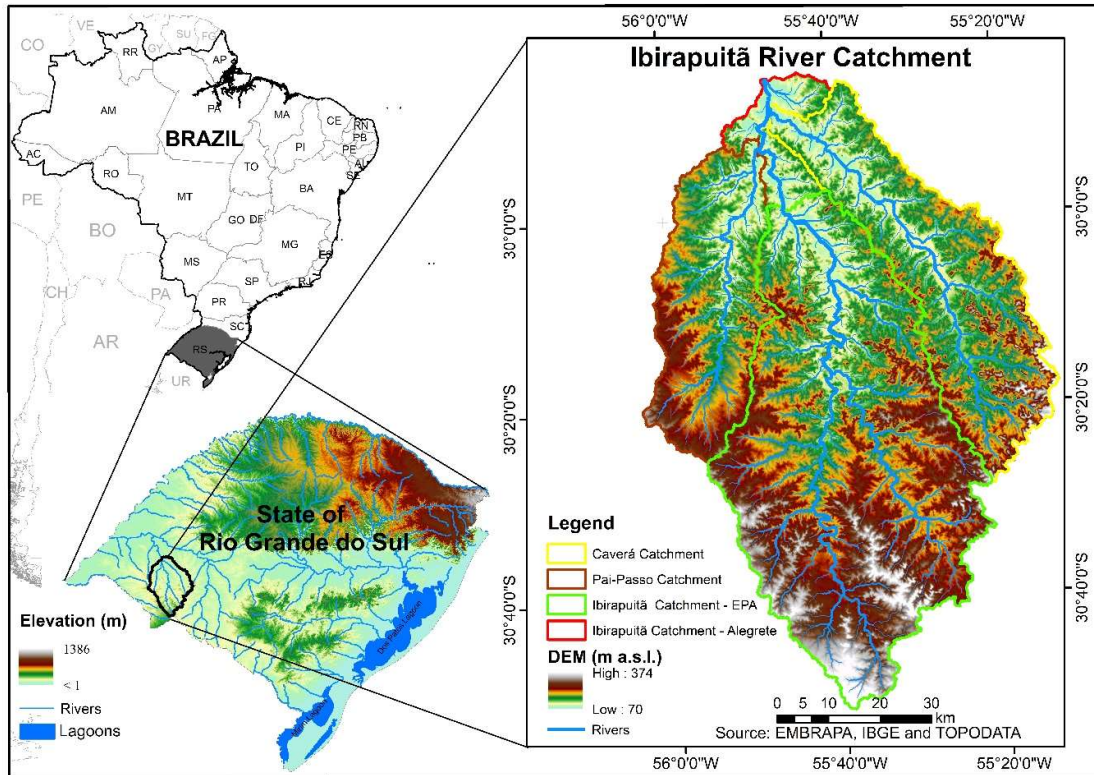 VE
CO
SU
GY
FG
RR
AP
AM
PA
MA
CE
RN
PB
PE
AL
SE
PI
BRAZIL
AC
RO
TO
BA
MT
GO
DF
MG
ES
MS
SP
RJ
PR
SC
RS
PE
BO
PA
CH
AR
UR
State of
Rio Grande do Sul
Dos Patos Lagoon
Elevation (m)
1386
< 1
Rivers
Lagoons
56°0'0"W
55°40'0"W
55°20'0"W
Ibirapuitã River Catchment
30°0'0"S
30°20'0"S
30°40'0"S
30°0'0"S
30°20'0"S
30°40'0"S
Legend
Caverá Catchment
Pai-Passo Catchment
Ibirapuitã Catchment - EPA
Ibirapuitã Catchment - Alegrete
DEM (m a.s.l.)
High : 374
Low : 70
Rivers
0 5 10 20 30
km
Source: EMBRAPA, IBGE and TOPODATA
56°0'0"W
55°40'0"W
55°20'0"W